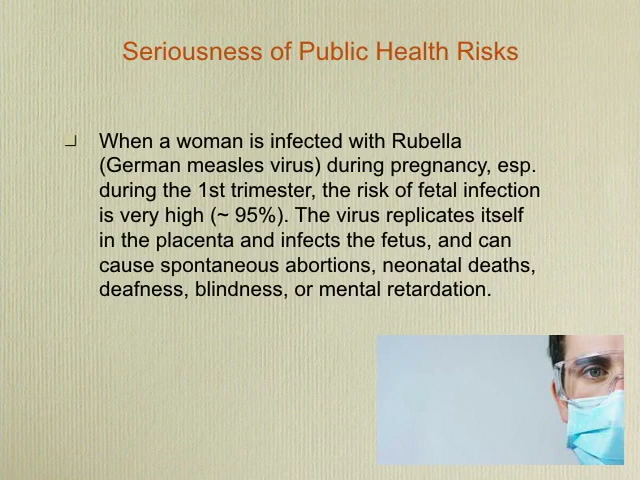 Seriousness of Public Health Risks
When a woman is infected with Rubella
(German measles virus) during pregnancy, esp.
during the 1st trimester, the risk of fetal infection
is very high (~ 95%). The virus replicates itself
in the placenta and infects the fetus, and can
cause spontaneous abortions, neonatal deaths,
deafness, blindness, or mental retardation.